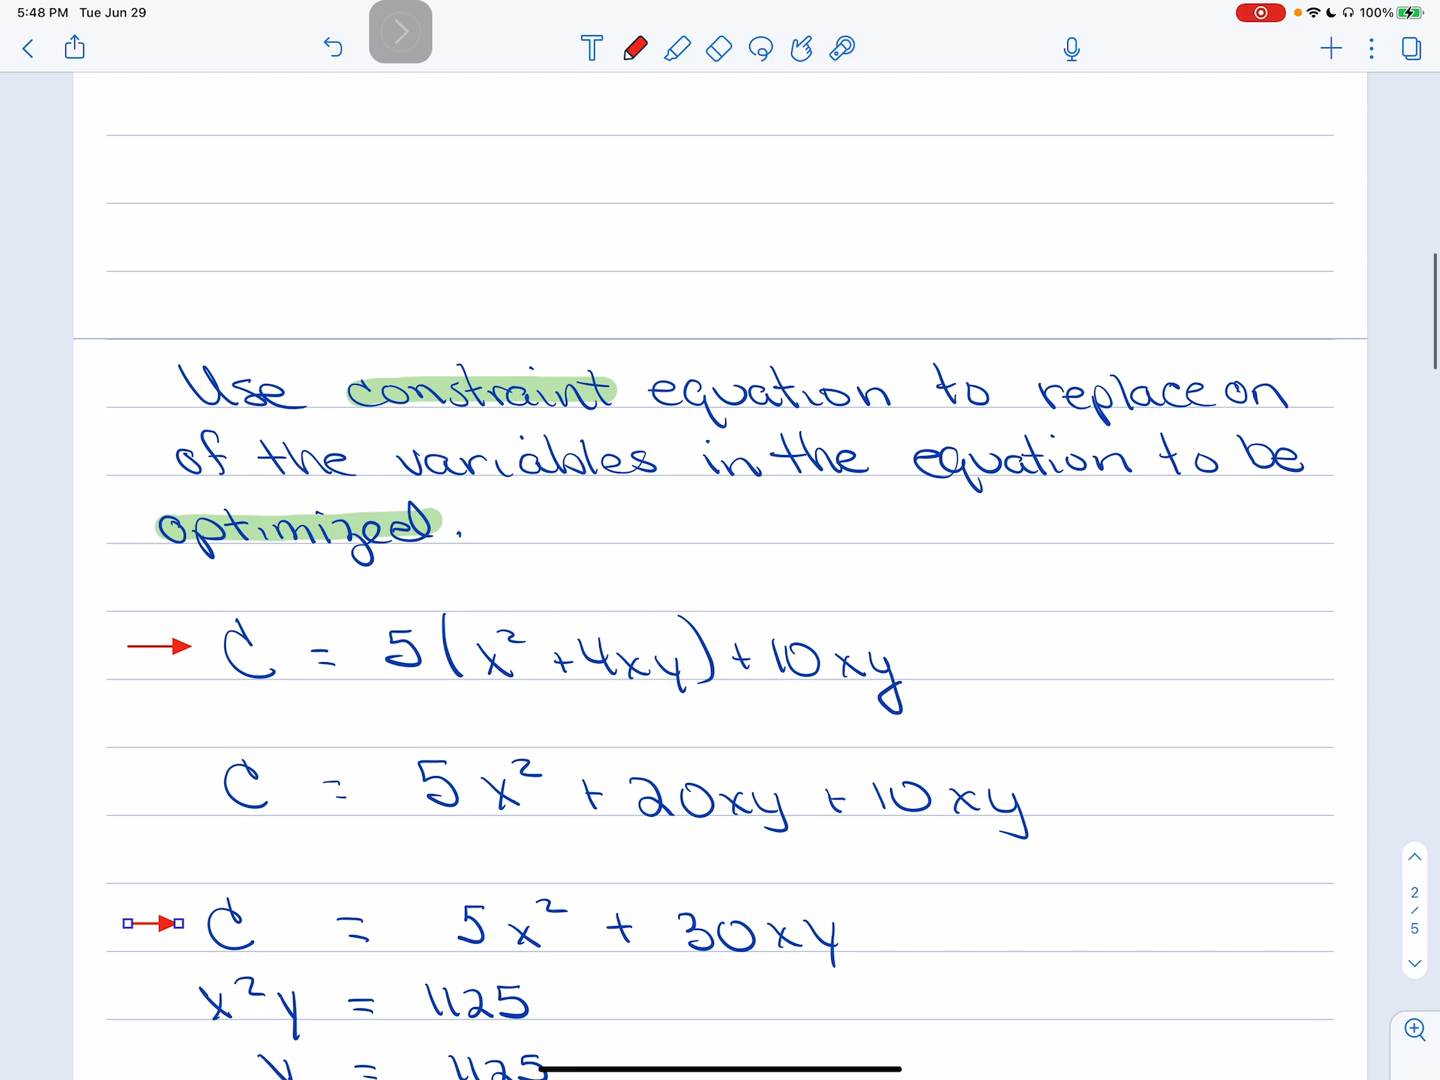 5:48 PM Tue Jun 29
100%
T
Use constraint equation to replace on
of the variables in the equation to be
optimized.
C = 5(x² + 4xy) + 10xy
C = 5x² + 20xy + 10xy
C = 5x² + 30xy
x²y = 1125
y = 1125
2
/
5